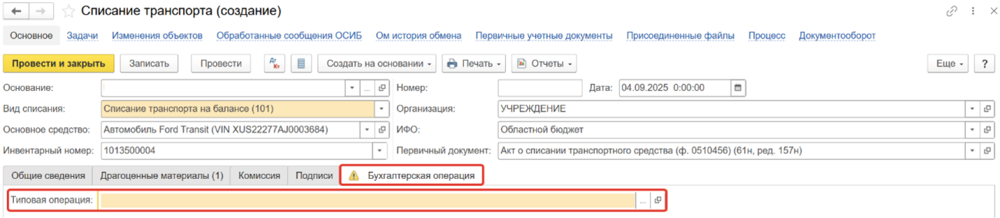 Списание транспорта (создание)
Основное Задачи Изменения объектов Обработанные сообщения ОСИБ Ом история обмена Первичные учетные документы Присоединенные файлы Процесс Документооборот
Провести и закрыть Записать Провести Дт Кт Создать на основании Печать Отчеты Еще ?
Основание: ... Номер: Дата: 04.09.2025 0:00:00
Вид списания: Списание транспорта на балансе (101) Организация: УЧРЕЖДЕНИЕ
Основное средство: Автомобиль Ford Transit (VIN XUS22277AJ0003684) ИФО: Областной бюджет
Инвентарный номер: 1013500004 Первичный документ: Акт о списании транспортного средства (ф. 0510456) (61н, ред. 157н)
Общие сведения Драгоценные материалы (1) Комиссия Подписи Бухгалтерская операция
Типовая операция: ...